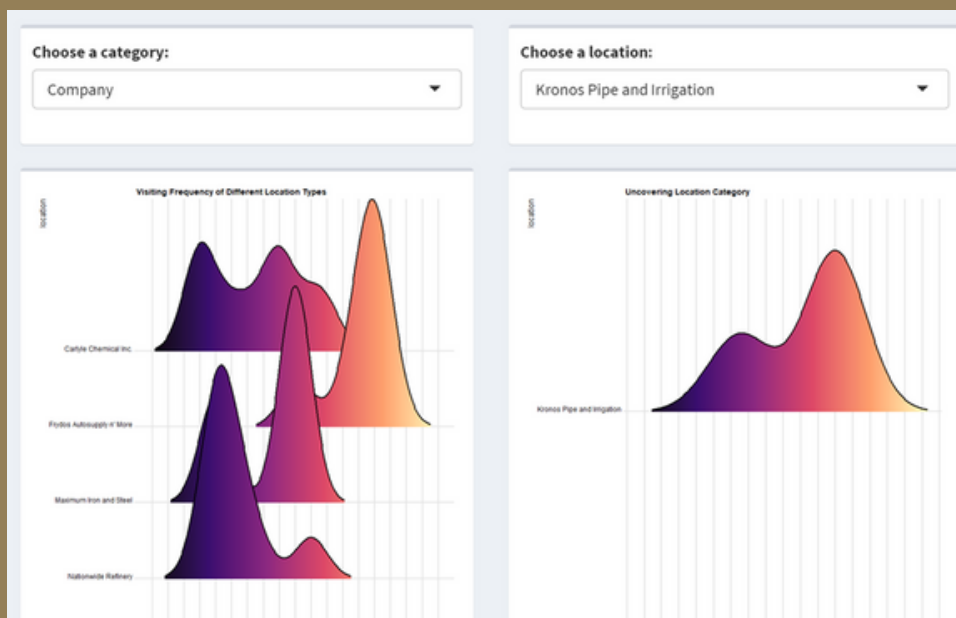 Choose a category:
Company
Choose a location:
Kronos Pipe and Irrigation
Visiting Frequency of Different Location Types
location
Carlyle Chemical Inc.
Frydos Autosupply n' More
Maximum Iron and Steel
Nationwide Refinery
Uncovering Location Category
location
Kronos Pipe and Irrigation